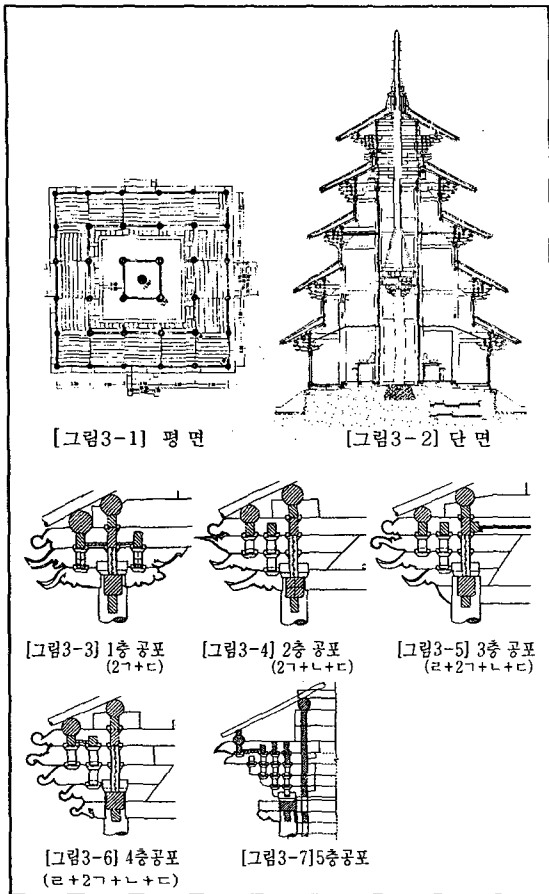 [그림3-1] 평 면
[그림3-2] 단 면
[그림3-3] 1층 공포
(2ㄱ+ㄷ)
[그림3-4] 2층 공포
(2ㄱ+ㄴ+ㄷ)
[그림3-5] 3층 공포
(ㄹ+2ㄱ+ㄴ+ㄷ)
[그림3-6] 4층공포
(ㄹ+2ㄱ+ㄴ+ㄷ)
[그림3-7]5층공포